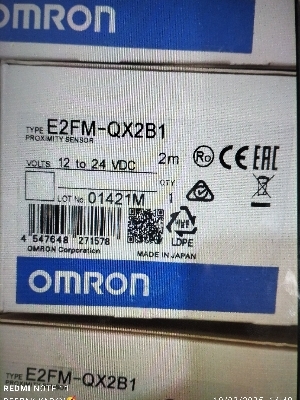 OMRON
TYPE E2FM-QX2B1
PROXIMITY SENSOR
VOLTS 12 to 24 VDC 2m
QTY
LOT No. 01421M 1
4 547648 271578
LDPE
OMRON Corporation MADE IN JAPAN
OMRON
TYPE E2FM-QX2B1
REDMI NOTE